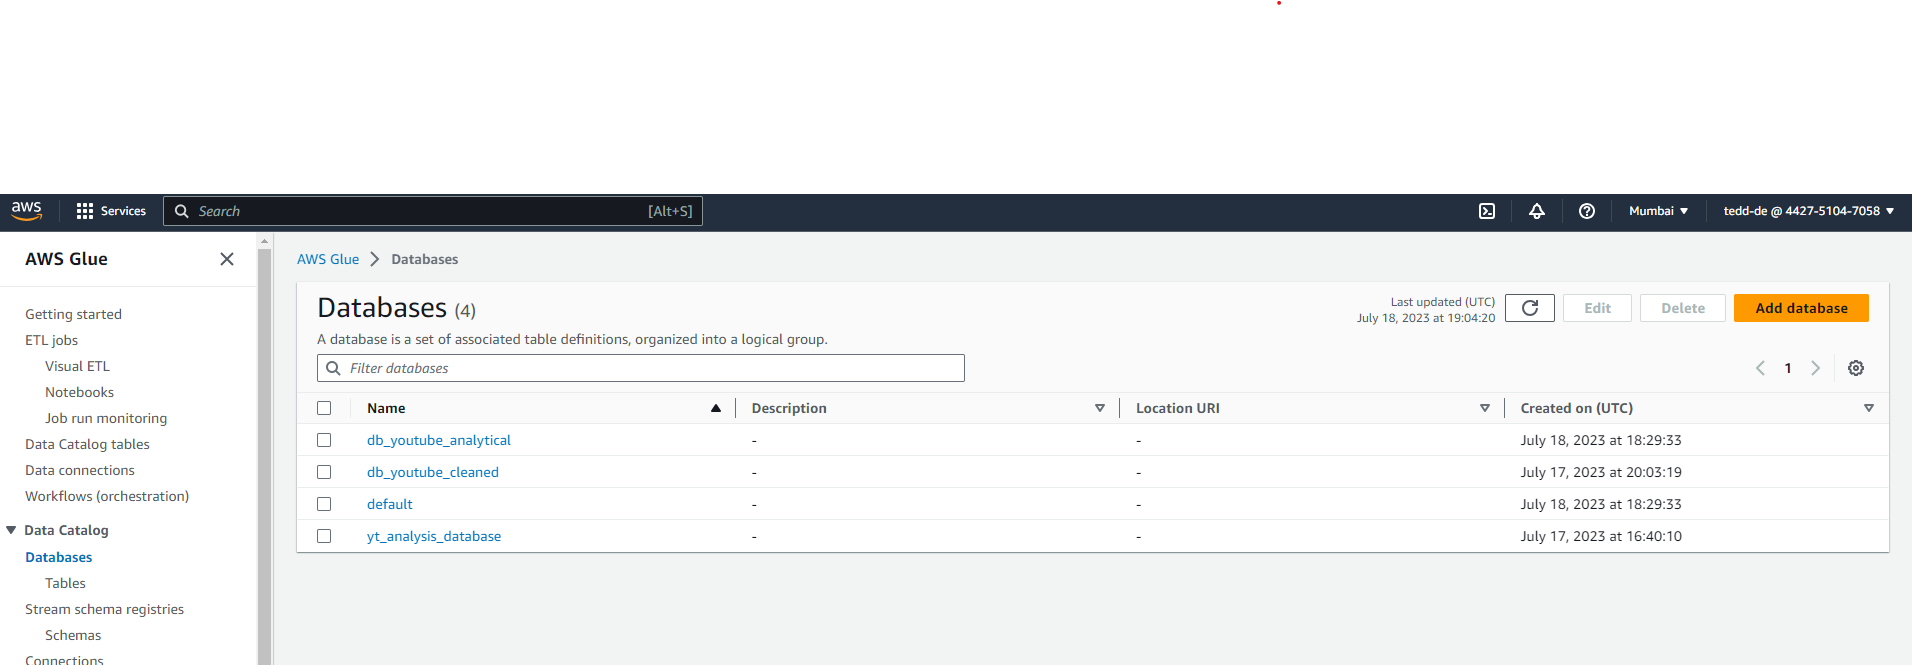 aws Services Search [Alt+S] Mumbai tedd-de @ 4427-5104-7058
AWS Glue
Getting started
ETL jobs
Visual ETL
Notebooks
Job run monitoring
Data Catalog tables
Data connections
Workflows (orchestration)
Data Catalog
Databases
Tables
Stream schema registries
Schemas
Connections
AWS Glue Databases
Databases (4)
A database is a set of associated table definitions, organized into a logical group.
Last updated (UTC)
July 18, 2023 at 19:04:20
Edit Delete Add database
Filter databases
1
Name Description Location URI Created on (UTC)
db_youtube_analytical - - July 18, 2023 at 18:29:33
db_youtube_cleaned - - July 17, 2023 at 20:03:19
default - - July 18, 2023 at 18:29:33
yt_analysis_database - - July 17, 2023 at 16:40:10